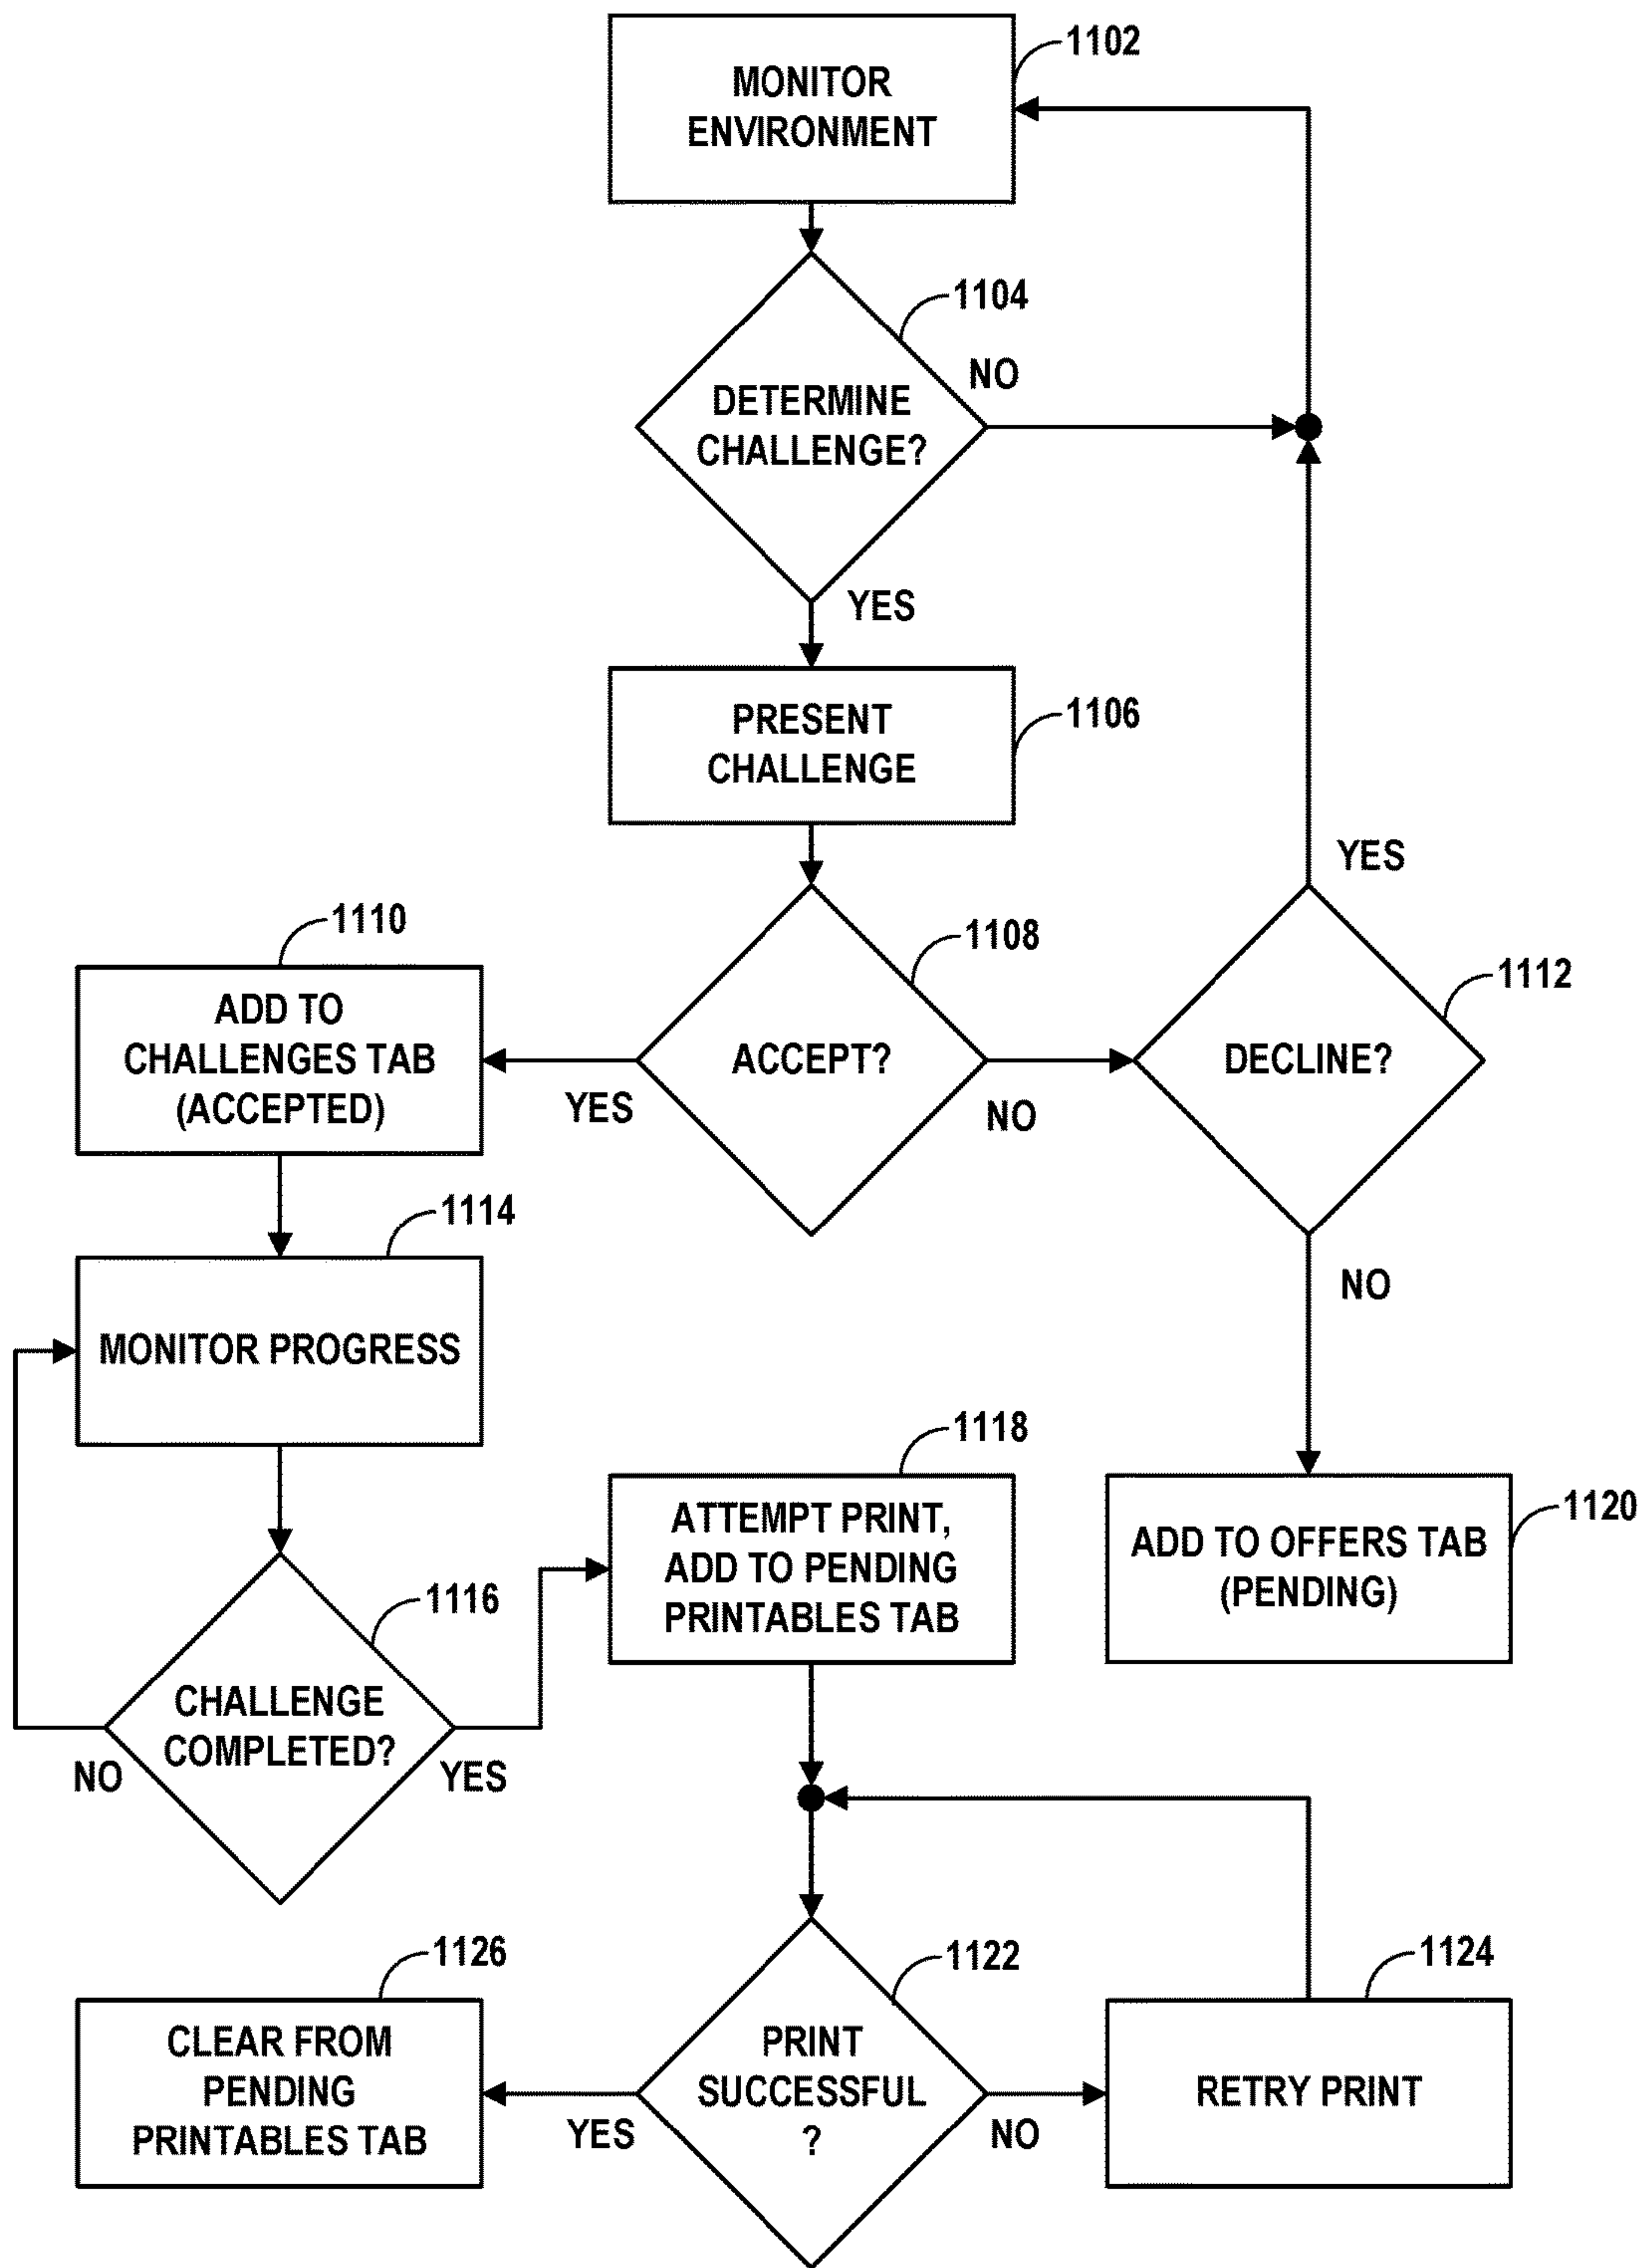 1102
MONITOR
ENVIRONMENT
1104
NO
DETERMINE
CHALLENGE?
YES
1106
PRESENT
CHALLENGE
YES
1110
1108
1112
ADD TO
CHALLENGES TAB
(ACCEPTED)
ACCEPT?
DECLINE?
YES
NO
1114
NO
MONITOR PROGRESS
1118
1120
ATTEMPT PRINT,
ADD TO PENDING
PRINTABLES TAB
ADD TO OFFERS TAB
(PENDING)
1116
CHALLENGE
COMPLETED?
NO
YES
1126
1122
1124
CLEAR FROM
PENDING
PRINTABLES TAB
PRINT
SUCCESSFUL
?
RETRY PRINT
YES
NO